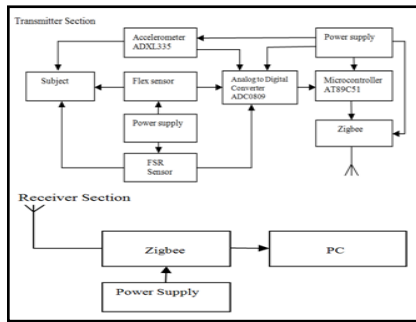 Transmitter Section
Accelerometer
ADXL335
Power supply
Subject
Flex sensor
Analog to Digital
Converter
ADC0809
Microcontroller
AT89C51
Power supply
Zigbee
FSR
Sensor
Receiver Section
Zigbee
PC
Power Supply